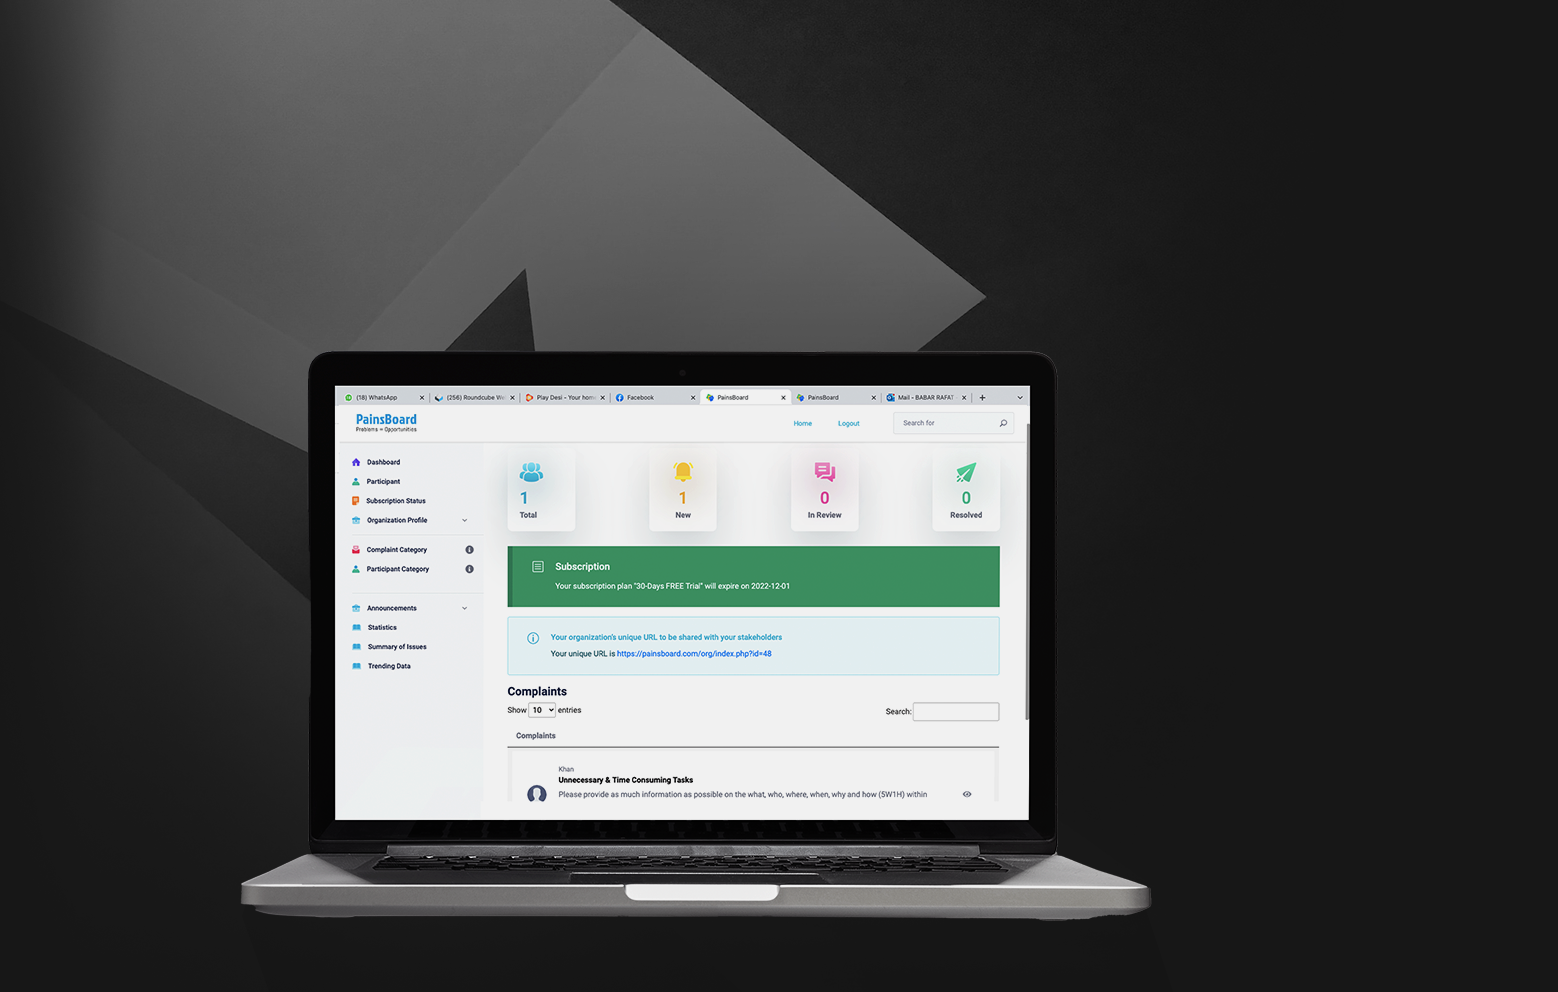 (18) WhatsApp
(256) Roundcube We
Play Desi - Your hom
Facebook
PainsBoard
PainsBoard
Mail - BABAR RAFAT -
PainsBoard
Problems = Opportunities
Home
Logout
Search for
Dashboard
Participant
Subscription Status
Organization Profile
Complaint Category
Participant Category
Announcements
Statistics
Summary of Issues
Trending Data
1
Total
1
New
0
In Review
0
Resolved
Subscription
Your subscription plan "30-Days FREE Trial" will expire on 2022-12-01
Your organization's unique URL to be shared with your stakeholders
Your unique URL is https://painsboard.com/org/index.php?id=48
Complaints
Show 10 entries
Search:
Complaints
Khan
Unnecessary & Time Consuming Tasks
Please provide as much information as possible on the what, who, where, when, why and how (5W1H) within